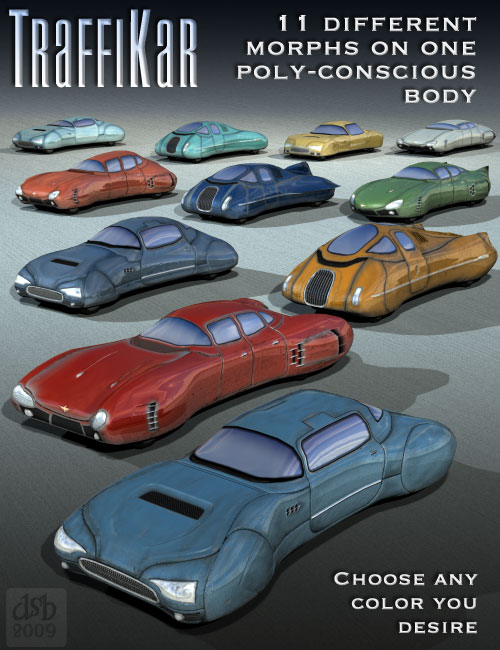 TraffiKar
11 different
morphs on one
poly-conscious
body
Choose any
color you
desire
dsb
2009